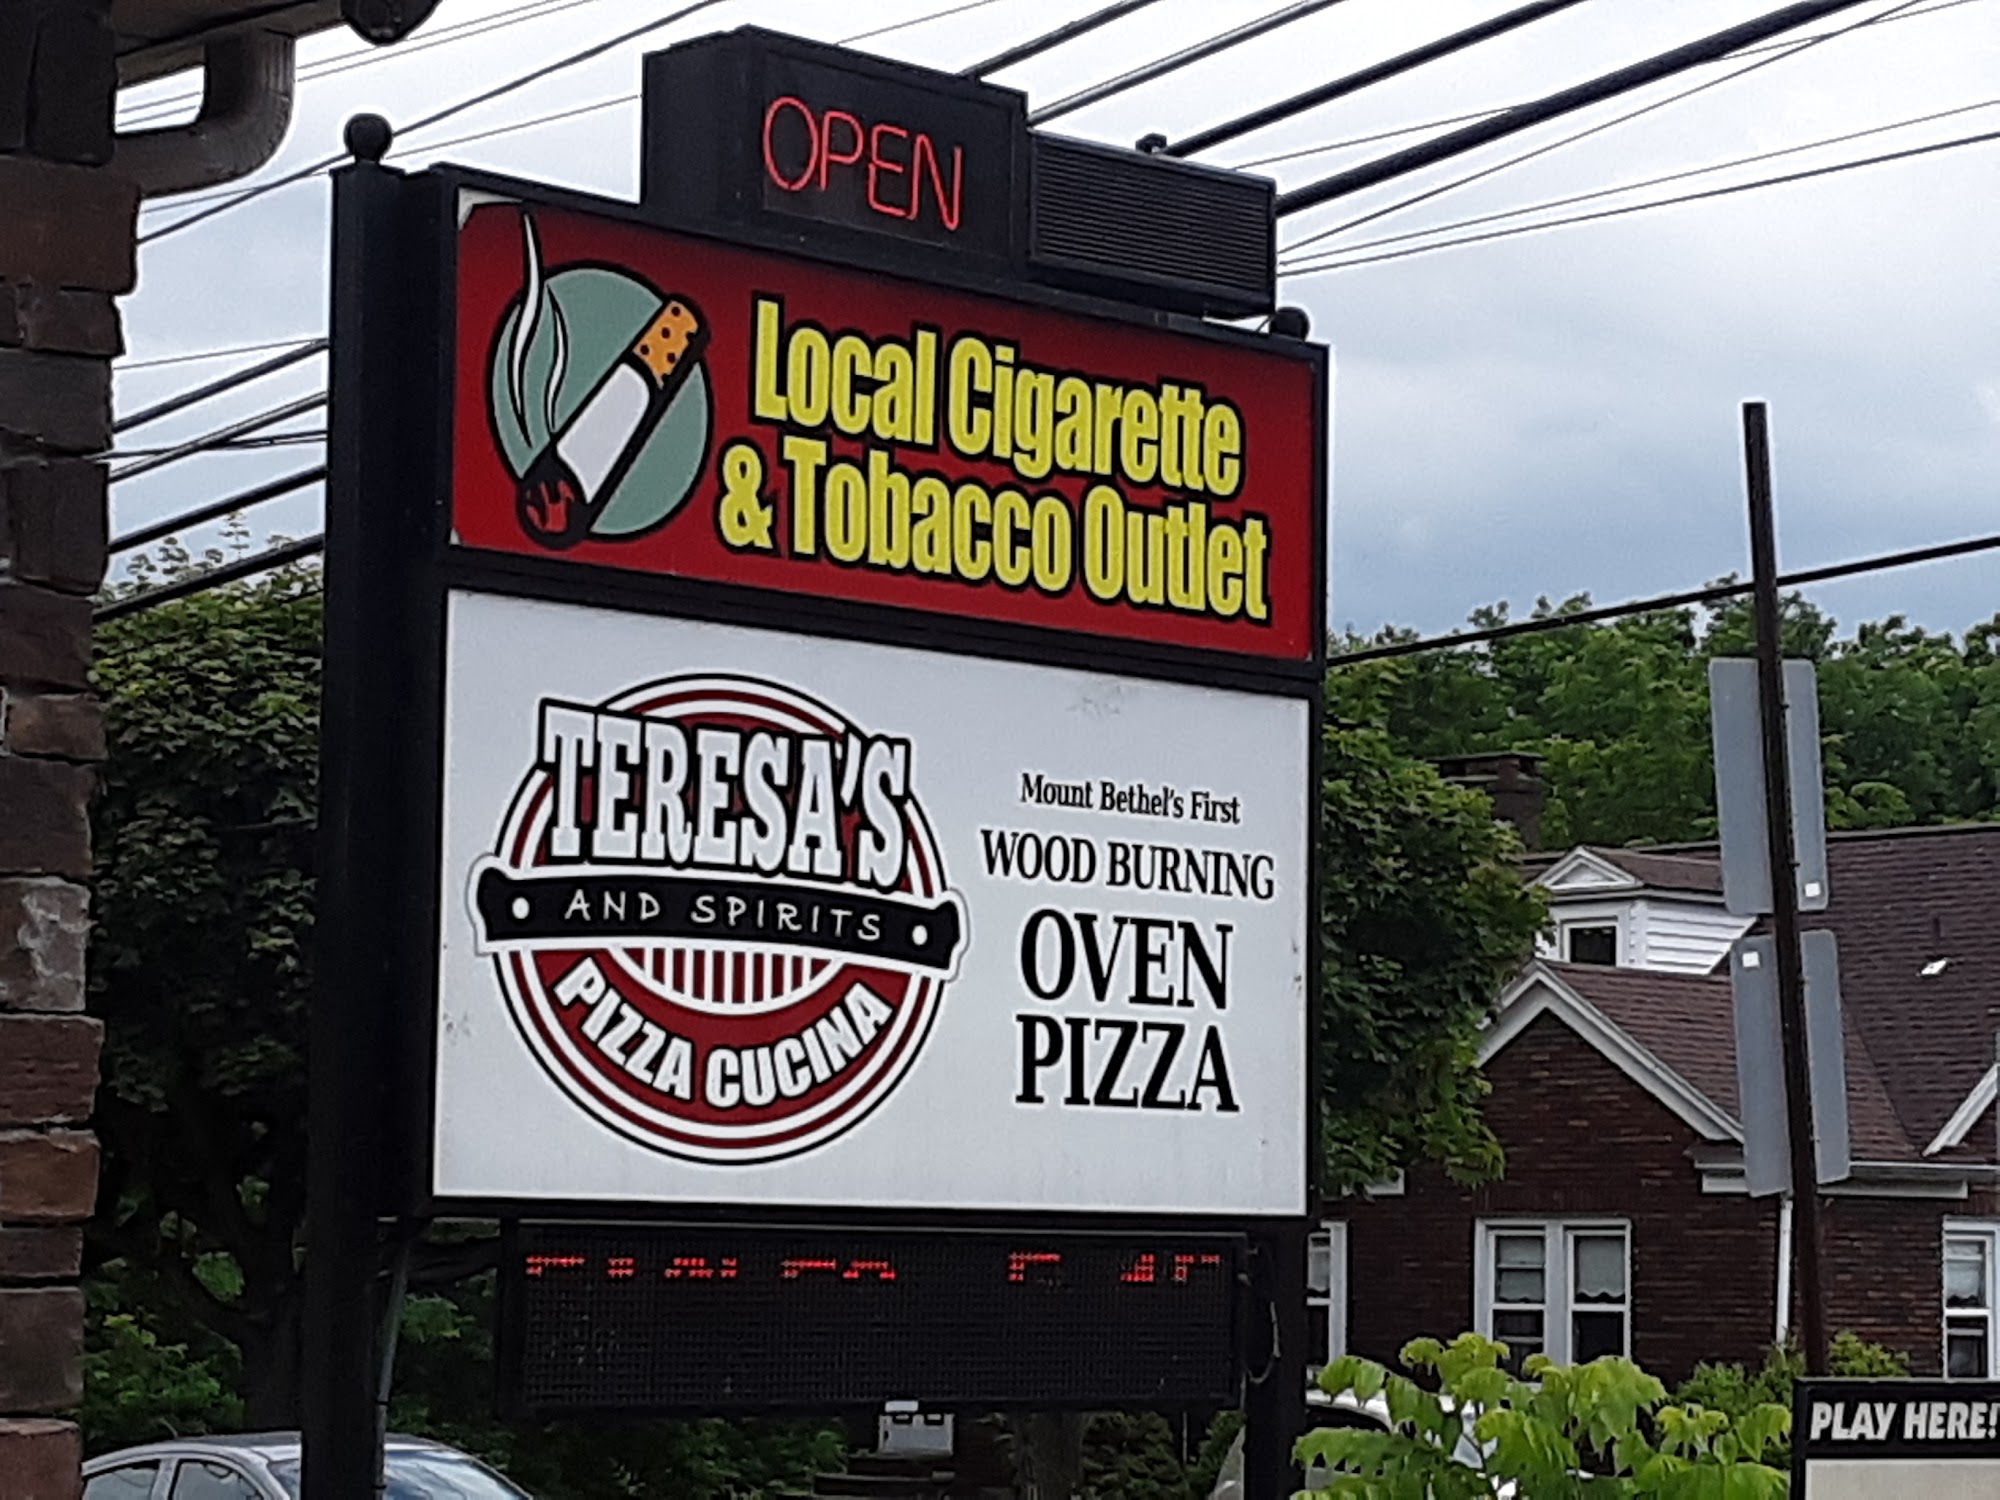 OPEN
Local Cigarette
& Tobacco Outlet
TERESA'S
AND SPIRITS
PIZZA CUCINA
Mount Bethel's First
WOOD BURNING
OVEN
PIZZA
PLAY HERE!